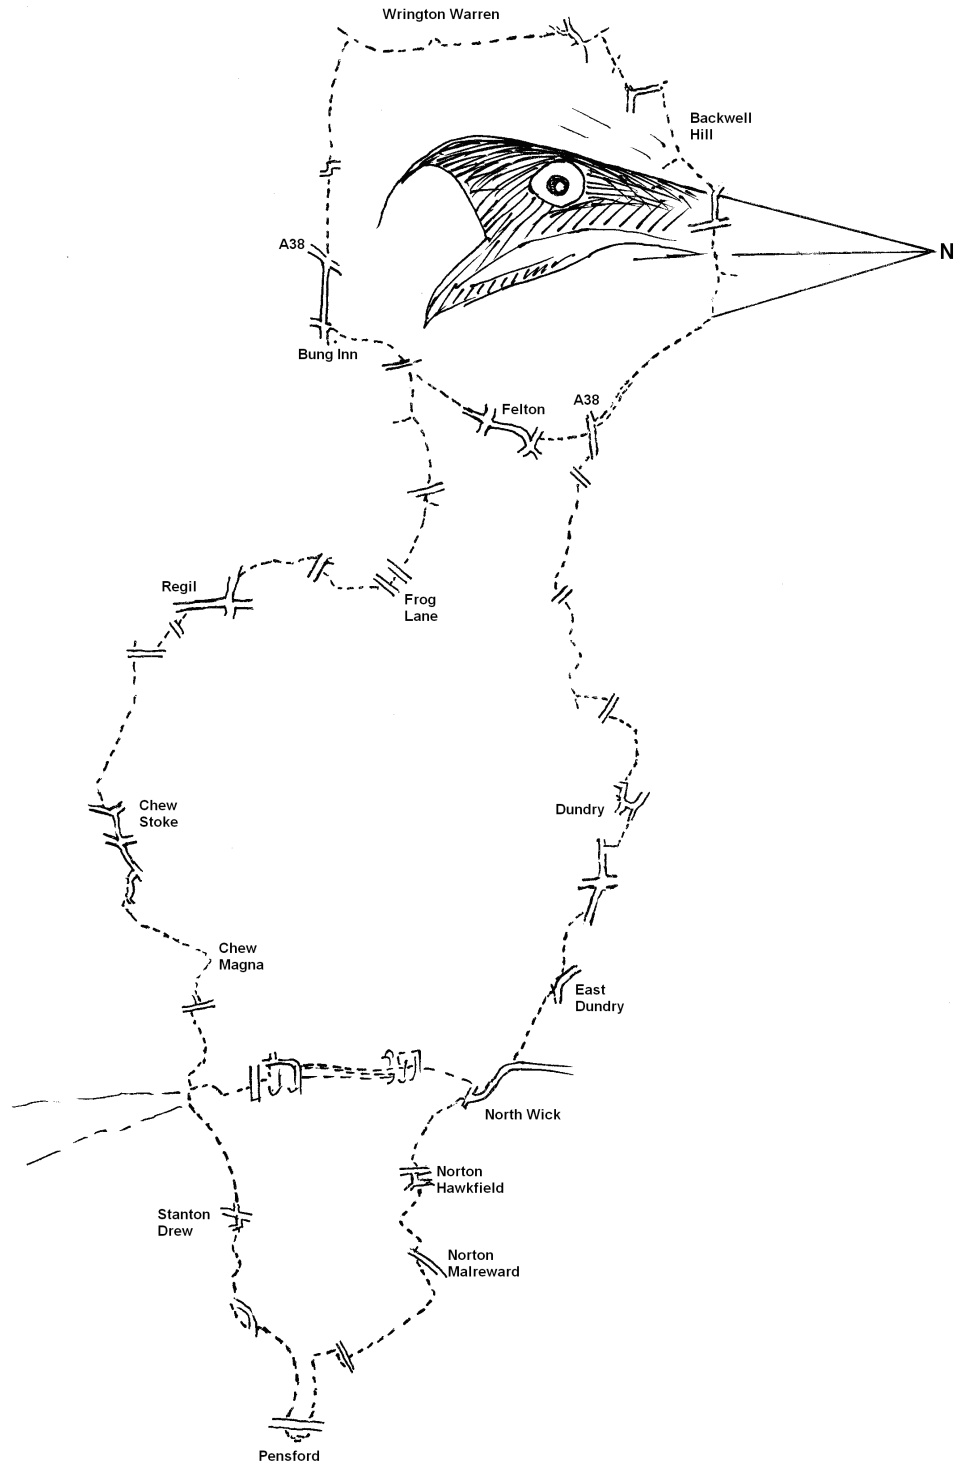 Wrington Warren
Backwell
Hill
A38
N
Bung Inn
A38
Felton
Regil
Frog
Lane
Chew
Stoke
Dundry
Chew
Magna
East
Dundry
North Wick
Norton
Hawkfield
Stanton
Drew
Norton
Malreward
Pensford